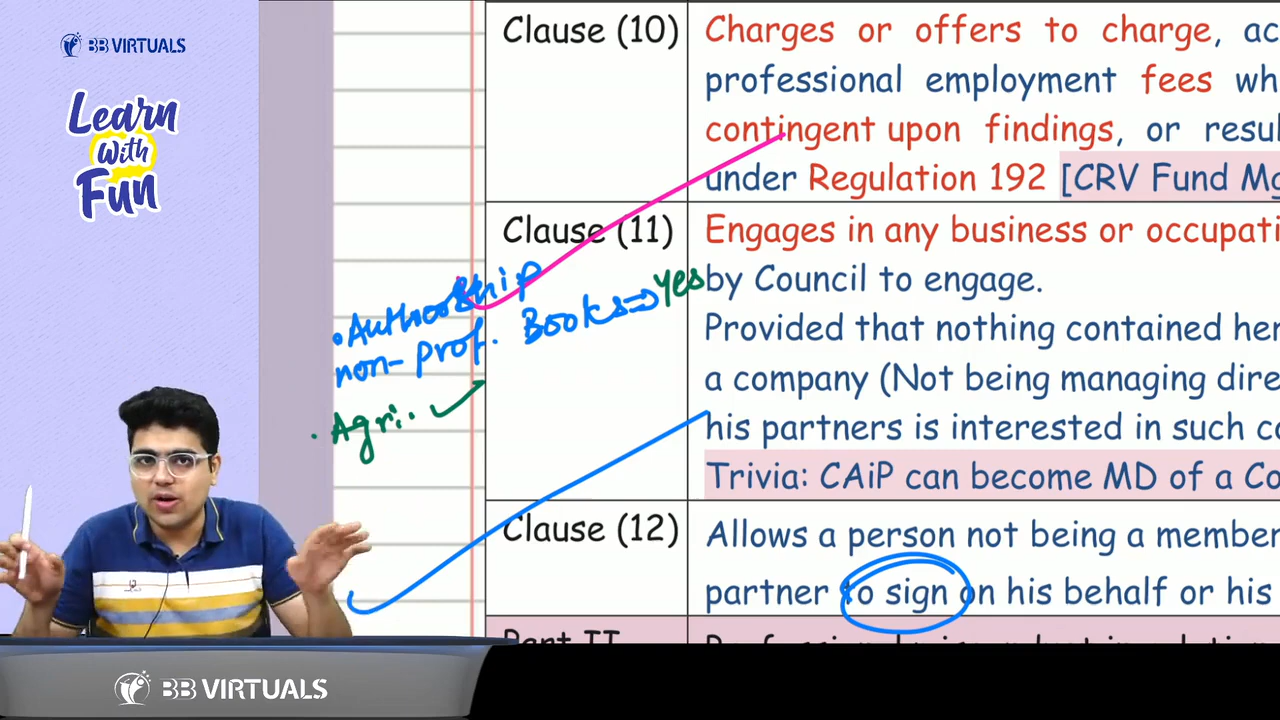 BB VIRTUALS
Learn
With
Fun
Clause (10)
Charges or offers to charge, ac
professional employment fees wh
contingent upon findings, or resul
under Regulation 192 [CRV Fund Mg
Clause (11)
Engages in any business or occupati
by Council to engage.
Provided that nothing contained her
a company (Not being managing dire
his partners is interested in such co
Trivia: CAiP can become MD of a Co
• Authorship
non-prof. Books⇒ Yes
• Agri..
Clause (12)
Allows a person not being a member
partner to sign on his behalf or his
Part II
BB VIRTUALS